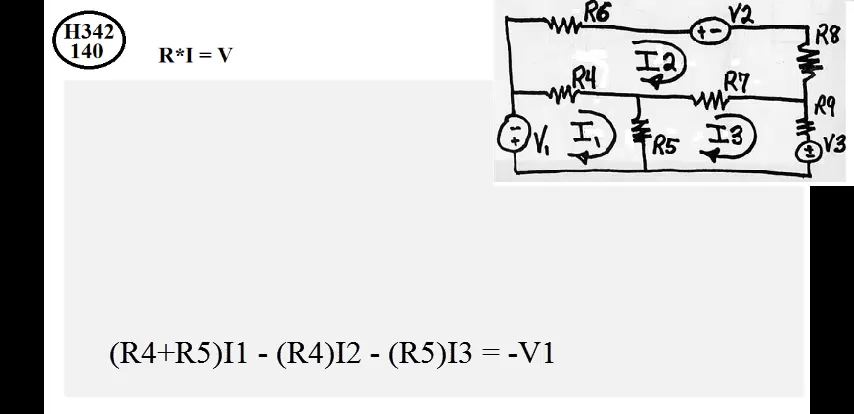 H342
140
R*I = V
R6
V2
R8
I2
R4
R7
R9
V1
I1
R5
I3
V3
(R4+R5)I1 - (R4)I2 - (R5)I3 = -V1